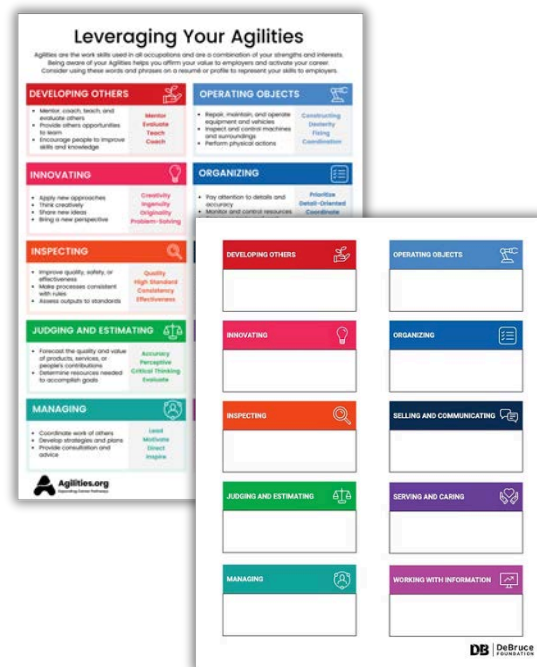 Leveraging Your Agilities
Agilities are the work skills used in all occupations and are a combination of your strengths and interests.
Being aware of your Agilities helps you affirm your value to employers and activate your career.
Consider using these words and phrases on a resumé or profile to represent your skills to employers.
DEVELOPING OTHERS
• Mentor, coach, teach, and
evaluate others
• Provide others opportunities
to learn
• Encourage people to improve
skills and knowledge
Mentor
Evaluate
Teach
Coach
OPERATING OBJECTS
• Repair, maintain, and operate
equipment and vehicles
• Inspect and control machines
and surroundings
• Perform physical actions
Constructing
Dexterity
Fixing
Coordination
INNOVATING
• Apply new approaches
• Think creatively
• Share new ideas
• Bring a new perspective
Creativity
Ingenuity
Originality
Problem-Solving
ORGANIZING
• Pay attention to details and
accuracy
• Monitor and control resources
Prioritize
Detail-Oriented
Coordinate
INSPECTING
• Improve quality, safety, or
effectiveness
• Make processes consistent
with rules
• Assess outputs to standards
Quality
High Standard
Consistency
Effectiveness
JUDGING AND ESTIMATING
• Forecast the quality and value
of products, services, or
people's contributions
• Determine resources needed
to accomplish goals
Accuracy
Perceptive
Critical Thinking
Evaluate
MANAGING
• Coordinate work of others
• Develop strategies and plans
• Provide consultation and
advice
Lead
Motivate
Direct
Inspire
Agilities.org
Expanding Career Pathways
DEVELOPING OTHERS
OPERATING OBJECTS
INNOVATING
ORGANIZING
INSPECTING
SELLING AND COMMUNICATING
JUDGING AND ESTIMATING
SERVING AND CARING
MANAGING
WORKING WITH INFORMATION
DB DeBruce
FOUNDATION